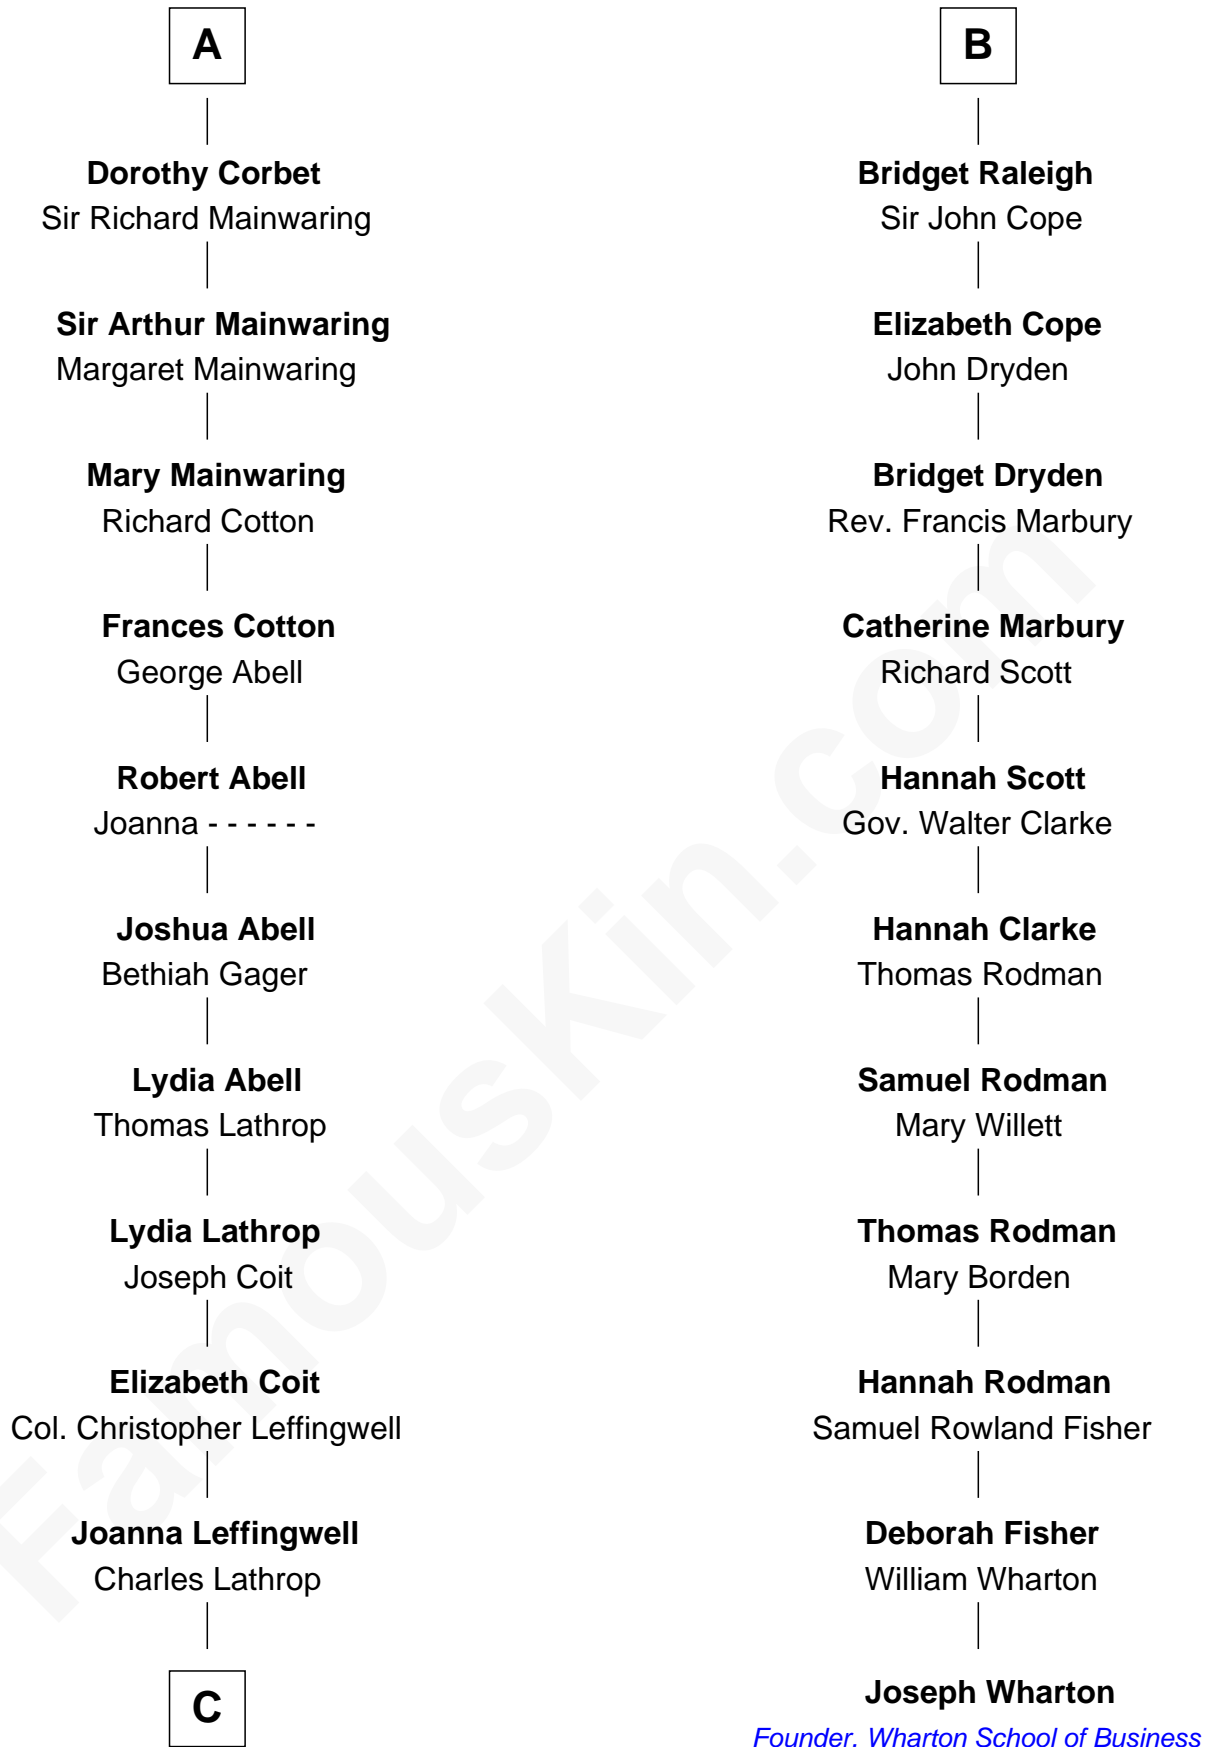 A
Dorothy Corbet
Sir Richard Mainwaring
Sir Arthur Mainwaring
Margaret Mainwaring
Mary Mainwaring
Richard Cotton
Frances Cotton
George Abell
Robert Abell
Joanna - - - - - -
Joshua Abell
Bethiah Gager
Lydia Abell
Thomas Lathrop
Lydia Lathrop
Joseph Coit
Elizabeth Coit
Col. Christopher Leffingwell
Joanna Leffingwell
Charles Lathrop
C
B
Bridget Raleigh
Sir John Cope
Elizabeth Cope
John Dryden
Bridget Dryden
Rev. Francis Marbury
Catherine Marbury
Richard Scott
Hannah Scott
Gov. Walter Clarke
Hannah Clarke
Thomas Rodman
Samuel Rodman
Mary Willett
Thomas Rodman
Mary Borden
Hannah Rodman
Samuel Rowland Fisher
Deborah Fisher
William Wharton
Joseph Wharton
Founder, Wharton School of Business
FamousKin.com